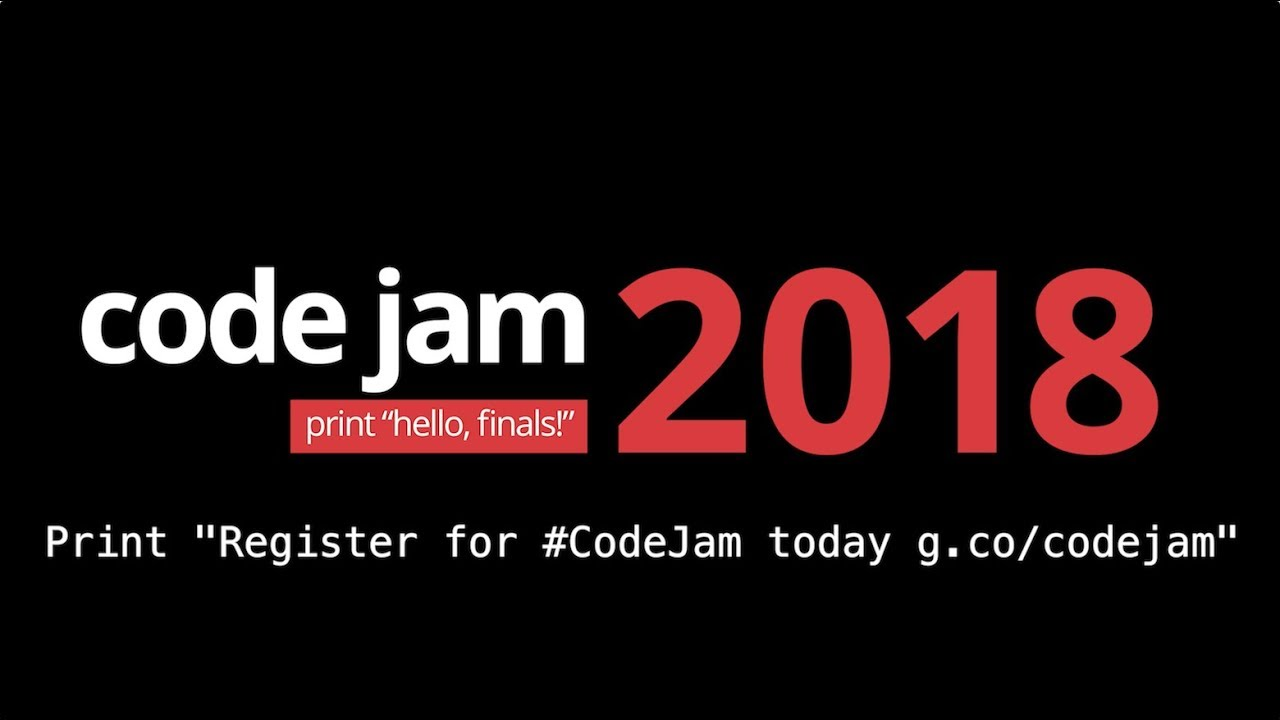 code jam 2018
print “hello, finals!”
Print "Register for #CodeJam today g.co/codejam"